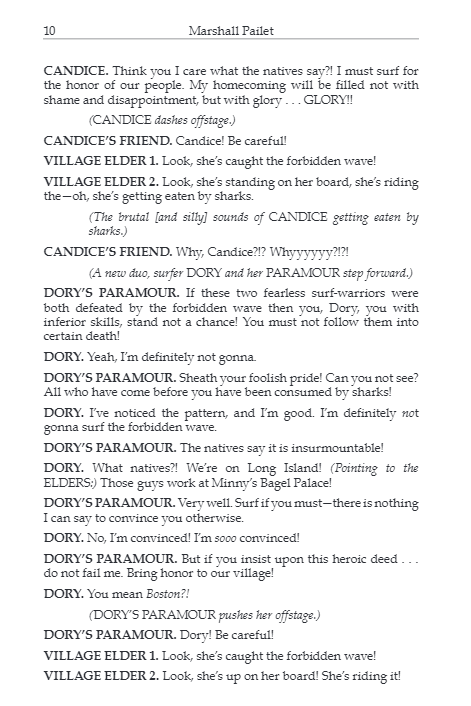 10 Marshall Pailet
CANDICE. Think you I care what the natives say?! I must surf for
the honor of our people. My homecoming will be filled not with
shame and disappointment, but with glory . . . GLORY!!
(CANDICE dashes offstage.)
CANDICE'S FRIEND. Candice! Be careful!
VILLAGE ELDER 1. Look, she's caught the forbidden wave!
VILLAGE ELDER 2. Look, she's standing on her board, she's riding
the—oh, she's getting eaten by sharks.
(The brutal [and silly] sounds of CANDICE getting eaten by
sharks.)
CANDICE'S FRIEND. Why, Candice?!? Whyyyyyy?!?!
(A new duo, surfer DORY and her PARAMOUR step forward.)
DORY'S PARAMOUR. If these two fearless surf-warriors were
both defeated by the forbidden wave then you, Dory, you with
inferior skills, stand not a chance! You must not follow them into
certain death!
DORY. Yeah, I'm definitely not gonna.
DORY'S PARAMOUR. Sheath your foolish pride! Can you not see?
All who have come before you have been consumed by sharks!
DORY. I've noticed the pattern, and I'm good. I'm definitely not
gonna surf the forbidden wave.
DORY'S PARAMOUR. The natives say it is insurmountable!
DORY. What natives?! We're on Long Island! (Pointing to the
ELDERS;) Those guys work at Minny's Bagel Palace!
DORY'S PARAMOUR. Very well. Surf if you must—there is nothing
I can say to convince you otherwise.
DORY. No, I'm convinced! I'm sooo convinced!
DORY'S PARAMOUR. But if you insist upon this heroic deed . . .
do not fail me. Bring honor to our village!
DORY. You mean Boston?!
(DORY'S PARAMOUR pushes her offstage.)
DORY'S PARAMOUR. Dory! Be careful!
VILLAGE ELDER 1. Look, she's caught the forbidden wave!
VILLAGE ELDER 2. Look, she's up on her board! She's riding it!